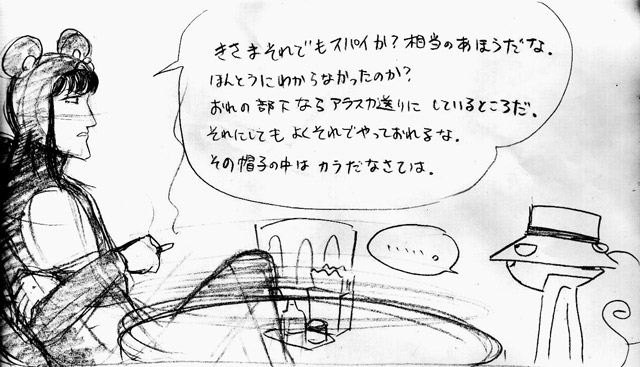 きさまそれでもスパイか?相当のあほうだな.
ほんとうにわからなかったのか?
おれの部下ならアラスカ送りにしているところだ.
それにしてもよくそれでやっておれるな.
その帽子の中はカラだなさては.
……。